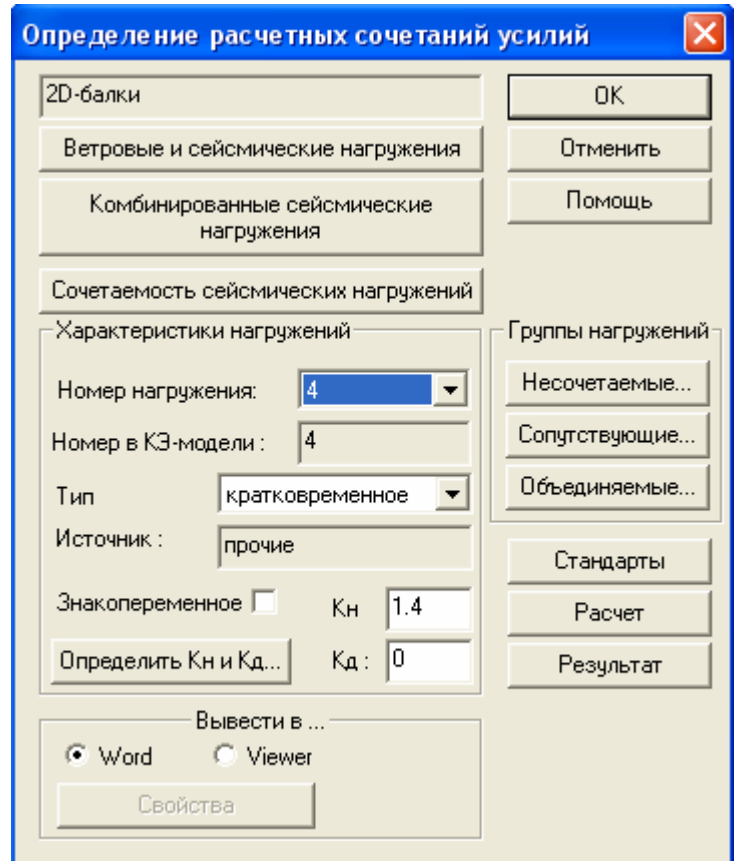 Определение расчетных сочетаний усилий
2D-балки
OK
Ветровые и сейсмические нагружения
Отменить
Комбинированные сейсмические
нагружения
Помощь
Сочетаемость сейсмических нагружений
Характеристики нагружений
Группы нагружений
Номер нагружения:
4
Несочетаемые...
Номер в КЭ-модели :
4
Сопутствующие...
Тип
кратковременное
Объединяемые...
Источник :
прочие
Стандарты
Знакопеременное
Кн
1.4
Расчет
Определить Кн и Кд...
Кд :
0
Результат
Вывести в ...
Word
Viewer
Свойства